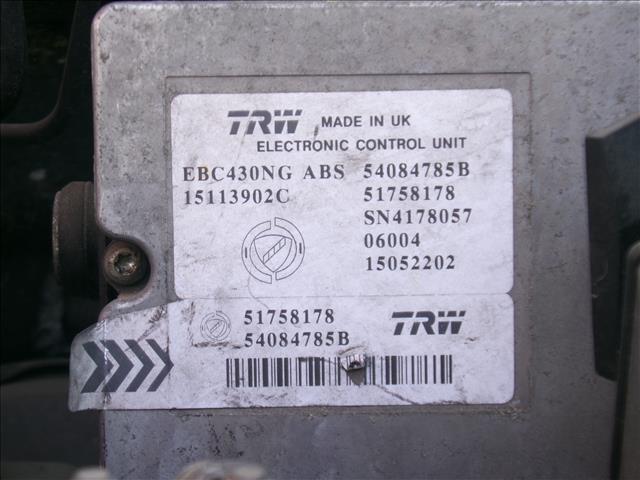 TRW MADE IN UK
ELECTRONIC CONTROL UNIT
EBC430NG ABS 54084785B
15113902C 51758178
SN4178057
06004
15052202
51758178 TRW
54084785B